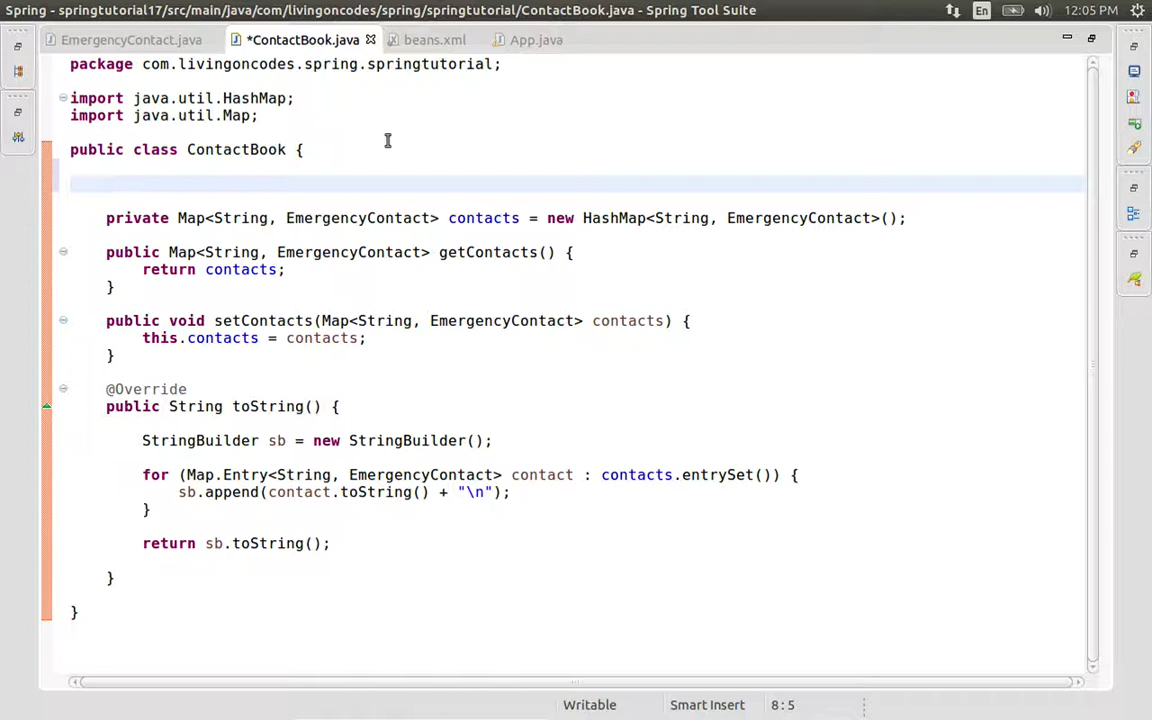 Spring - springtutorial17/src/main/java/com/livingoncodes/spring/springtutorial/ContactBook.java - Spring Tool Suite
En
12:05 PM
EmergencyContact.java
*ContactBook.java
beans.xml
App.java
package com.livingoncodes.spring.springtutorial;
import java.util.HashMap;
import java.util.Map;
public class ContactBook {
private Map<String, EmergencyContact> contacts = new HashMap<String, EmergencyContact>();
public Map<String, EmergencyContact> getContacts() {
return contacts;
}
public void setContacts(Map<String, EmergencyContact> contacts) {
this.contacts = contacts;
}
@Override
public String toString() {
StringBuilder sb = new StringBuilder();
for (Map.Entry<String, EmergencyContact> contact : contacts.entrySet()) {
sb.append(contact.toString() + "\n");
}
return sb.toString();
}
}
Writable
Smart Insert
8 : 5